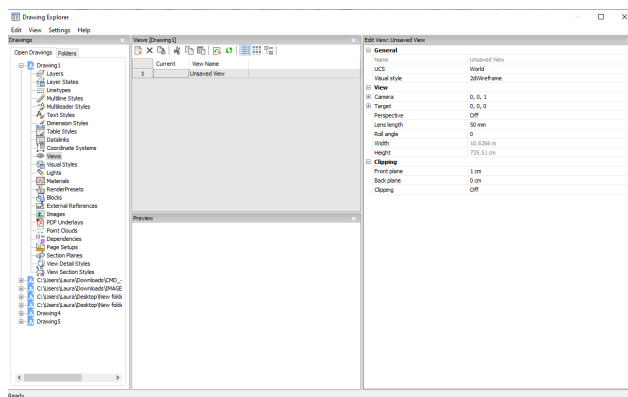 Drawing Explorer
Edit View Settings Help
Drawings
Open Drawings Folders
Drawing1
Layers
Layer States
Linetypes
Multiline Styles
Multileader Styles
Text Styles
Dimension Styles
Table Styles
Datalinks
Coordinate Systems
Views
Visual Styles
Lights
Materials
RenderPresets
Blocks
External References
Images
PDF Underlays
Point Clouds
Dependencies
Page Setups
Section Planes
View Detail Styles
View Section Styles
C:\Users\Laura\Downloads\CMD_-
C:\Users\Laura\Downloads\IMAGE
C:\Users\Laura\Desktop\New folde
C:\Users\Laura\Desktop\New folde
Drawing4
Drawing5
Views [Drawing1]
Current View Name
1 Unsaved View
Preview
Edit View: Unsaved View
General
Name Unsaved View
UCS World
Visual style 2dWireframe
View
Camera 0, 0, 1
Target 0, 0, 0
Perspective Off
Lens length 50 mm
Roll angle 0
Width 10.6266 m
Height 735.51 cm
Clipping
Front plane 1 cm
Back plane 0 cm
Clipping Off
Ready